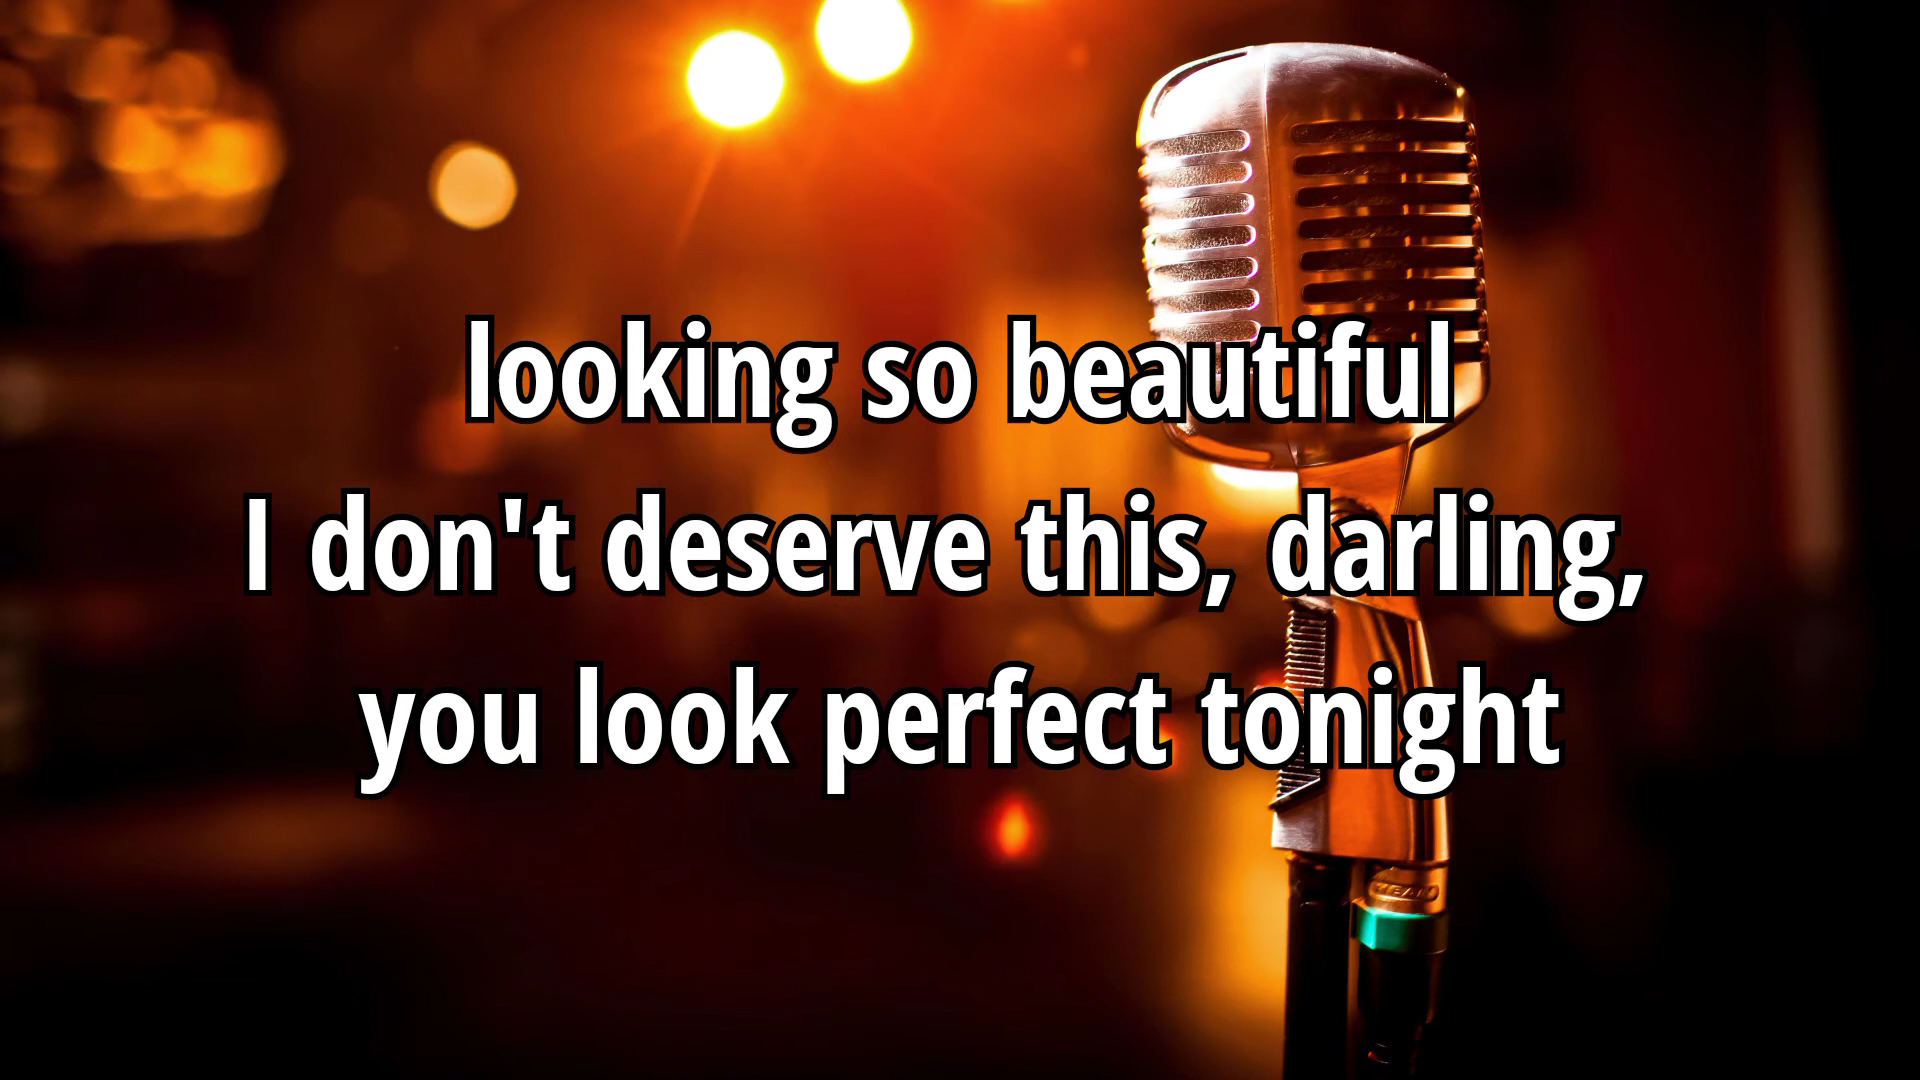 looking so beautiful
I don't deserve this, darling,
you look perfect tonight